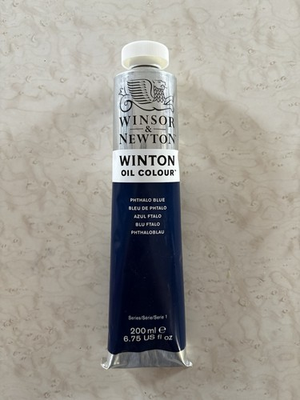 WINSOR
&
NEWTON
WINTON
OIL COLOUR
PHTHALO BLUE
BLEU DE PHTALO
AZUL FTALO
BLU FTALO
PHTHALOBLAU
Series/Série/Serie 1
200 ml ℮
6.75 US fl oz